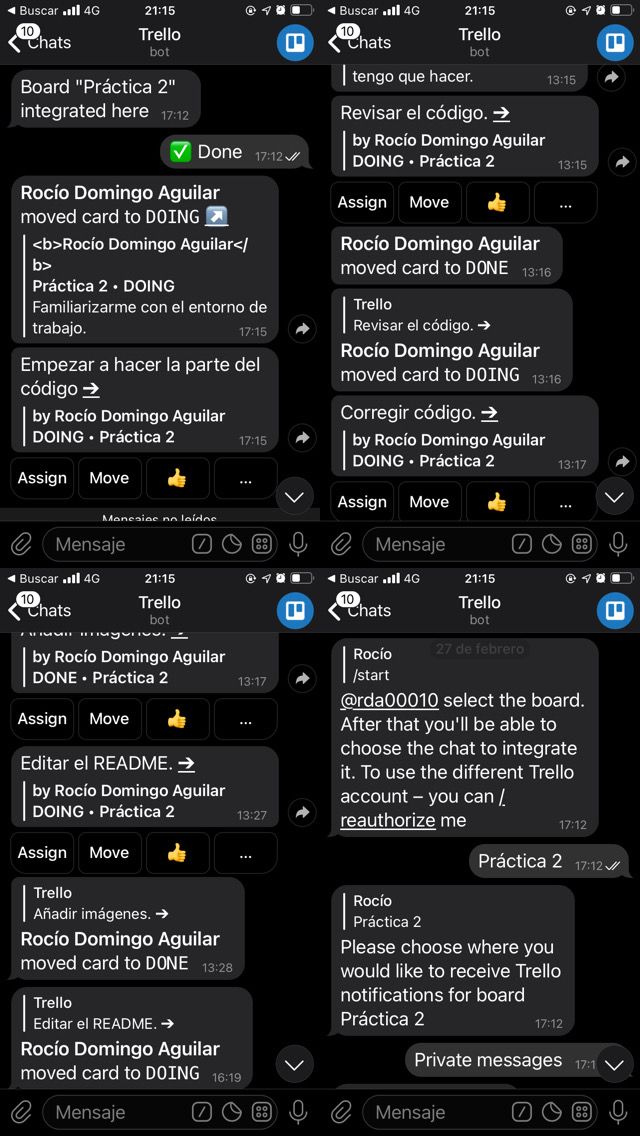 Buscar 4G 21:15
10
Chats
Trello
bot
Board "Práctica 2"
integrated here 17:12
✅ Done 17:12
Rocío Domingo Aguilar
moved card to DOING ↗️
<b>Rocío Domingo Aguilar</
b>
Práctica 2 • DOING
Familiarizarme con el entorno de
trabajo. 17:15
Empezar a hacer la parte del
código ➔
by Rocío Domingo Aguilar
DOING • Práctica 2 17:15
Assign Move 👍 ...
Mensajes no leídos
Mensaje
Buscar 4G 21:15
10
Chats
Trello
bot
tengo que hacer. 13:15
Revisar el código. ➔
by Rocío Domingo Aguilar
DOING • Práctica 2 13:15
Assign Move 👍 ...
Rocío Domingo Aguilar
moved card to DONE 13:16
Trello
Revisar el código. ➔
Rocío Domingo Aguilar
moved card to DOING 13:16
Corregir código. ➔
by Rocío Domingo Aguilar
DOING • Práctica 2 13:17
Assign Move 👍 ...
Mensaje
Buscar 4G 21:15
10
Chats
Trello
bot
Añadir imágenes. ➔
by Rocío Domingo Aguilar
DONE • Práctica 2 13:17
Assign Move 👍 ...
Editar el README. ➔
by Rocío Domingo Aguilar
DOING • Práctica 2 13:27
Assign Move 👍 ...
Trello
Añadir imágenes. ➔
Rocío Domingo Aguilar
moved card to DONE 13:28
Trello
Editar el README. ➔
Rocío Domingo Aguilar
moved card to DOING 16:19
Mensaje
Buscar 4G 21:15
10
Chats
Trello
bot
27 de febrero
Rocío
/start
@rda00010 select the board.
After that you'll be able to
choose the chat to integrate
it. To use the different Trello
account – you can /
reauthorize me 17:12
Práctica 2 17:12
Rocío
Práctica 2
Please choose where you
would like to receive Trello
notifications for board
Práctica 2 17:12
Private messages
Mensaje